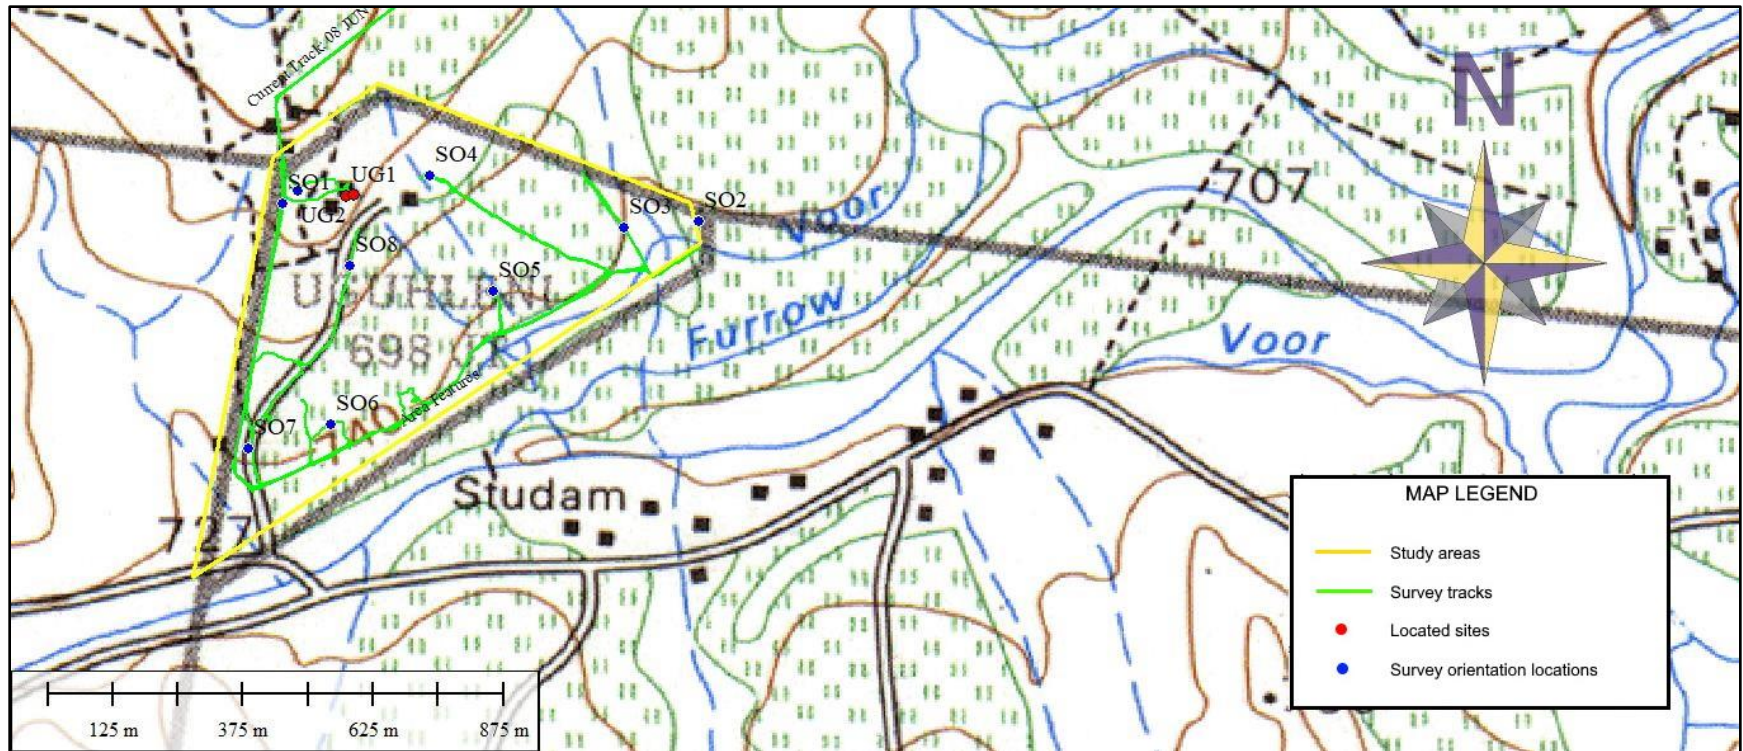 Current Track: 08 JUN
N
SO4
SO1
UG1
UG2
SO3
SO2
Voor
707
SO8
SO5
UGUHLENI
698 JR
Furrow
Voor
SO6
740
Area Features
SO7
727
Studam
MAP LEGEND
Study areas
Survey tracks
Located sites
Survey orientation locations
125 m
375 m
625 m
875 m